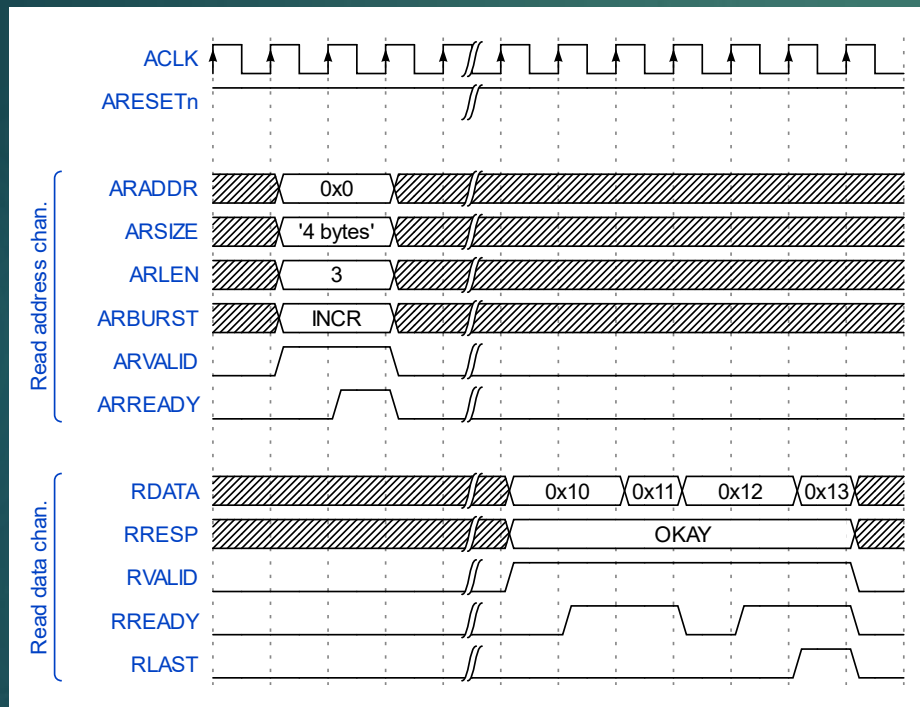 ACLK
ARESETn
Read address chan.
ARADDR 0x0
ARSIZE '4 bytes'
ARLEN 3
ARBURST INCR
ARVALID
ARREADY
Read data chan.
RDATA 0x10 0x11 0x12 0x13
RRESP OKAY
RVALID
RREADY
RLAST